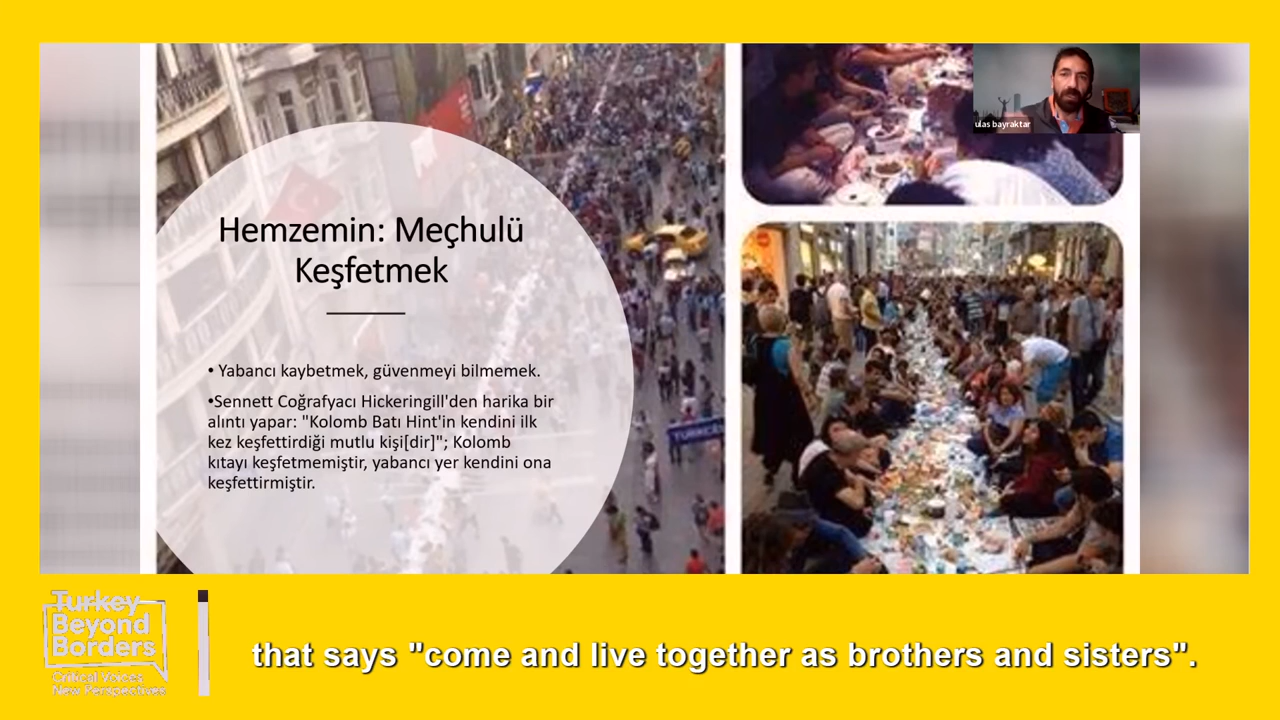 ulas bayraktar
Hemzemin: Meçhulü
Keşfetmek
• Yabancı kaybetmek, güvenmeyi bilmemek.
•Sennett Coğrafyacı Hickeringill'den harika bir
alıntı yapar: "Kolomb Batı Hint'in kendini ilk
kez keşfettirdiği mutlu kişi[dir]"; Kolomb
kıtayı keşfetmemiştir, yabancı yer kendini ona
keşfettirmiştir.
TURKCELL
Turkey
Beyond
Borders
Critical Voices
New Perspectives
that says "come and live together as brothers and sisters".